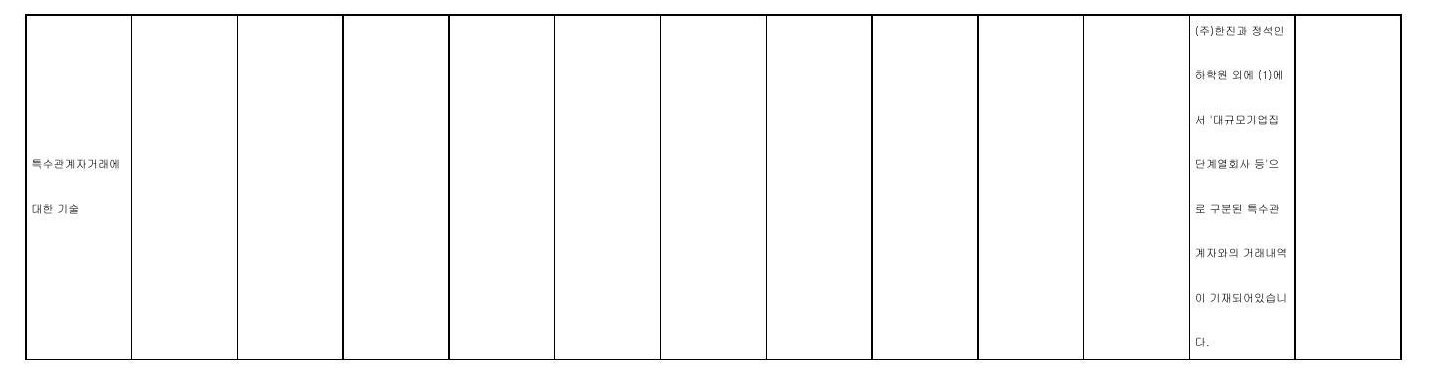 특수관계자거래에
대한 기술
(주)한진과 정석인
하학원 외에 (1)에
서 '대규모기업집
단계열회사 등'으
로 구분된 특수관
계자와의 거래내역
이 기재되어있습니
다.